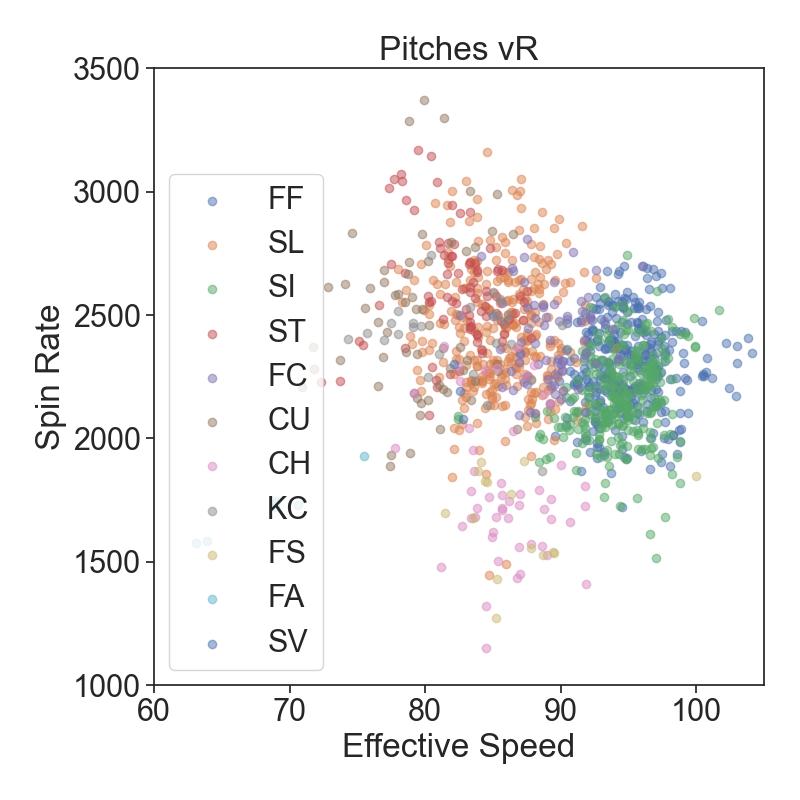 Pitches vR
Spin Rate
3500
3000
2500
2000
1500
1000
FF
SL
SI
ST
FC
CU
CH
KC
FS
FA
SV
60 70 80 90 100
Effective Speed